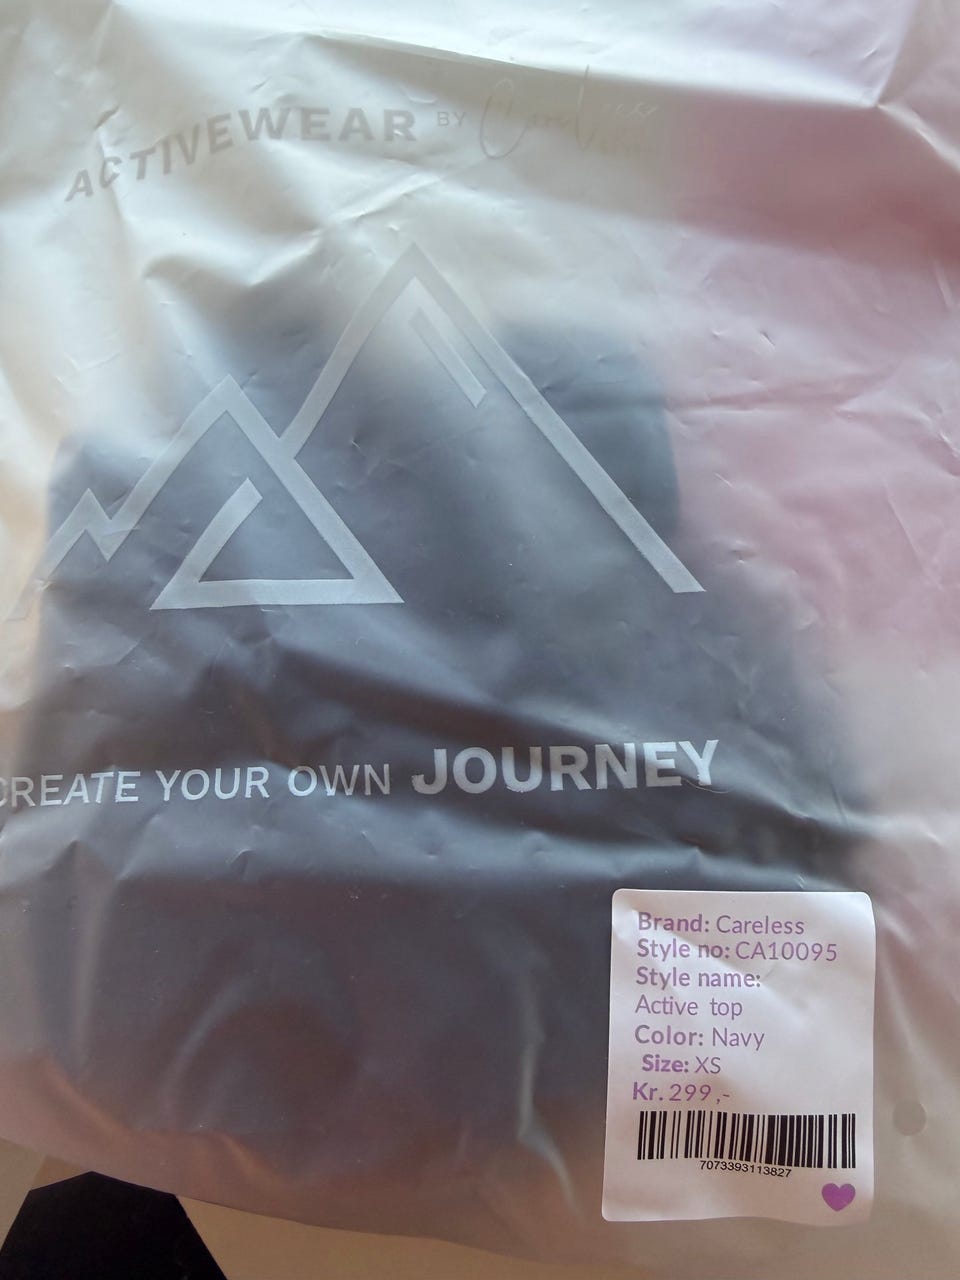 ACTIVEWEAR BY
CREATE YOUR OWN JOURNEY
Brand: Careless
Style no: CA10095
Style name:
Active top
Color: Navy
Size: XS
Kr. 299,-
7073393113827